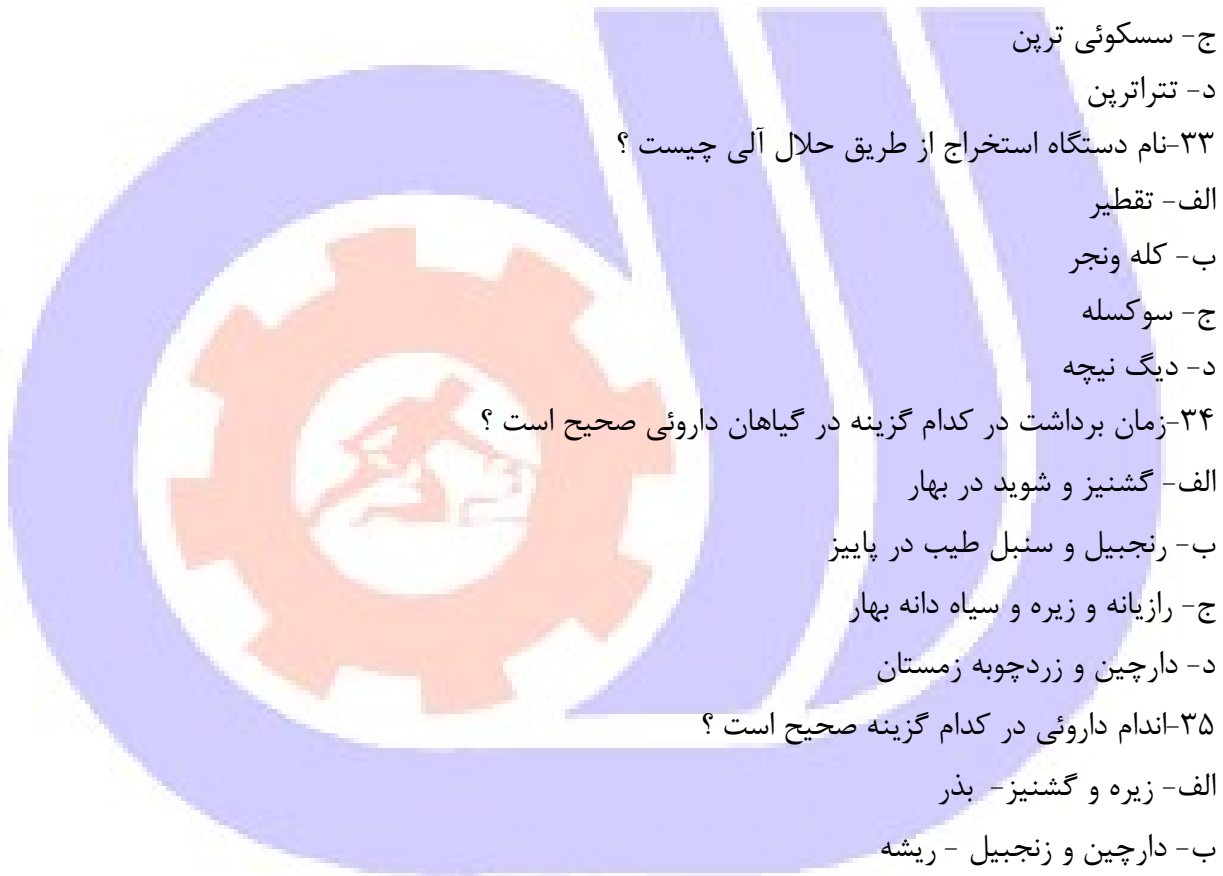 ج- سسکوئی ترپن
د- تتراترپن
۳۳-نام دستگاه استخراج از طریق حلال آلی چیست ؟
الف- تقطیر
ب- کله ونجر
ج- سوکسله
د- دیگ نیچه
۳۴-زمان برداشت در کدام گزینه در گیاهان داروئی صحیح است ؟
الف- گشنیز و شوید در بهار
ب- رنجبیل و سنبل طیب در پاییز
ج- رازیانه و زیره و سیاه دانه بهار
د- دارچین و زردچوبه زمستان
۳۵-اندام داروئی در کدام گزینه صحیح است ؟
الف- زیره و گشنیز- بذر
ب- دارچین و زنجبیل - ریشه